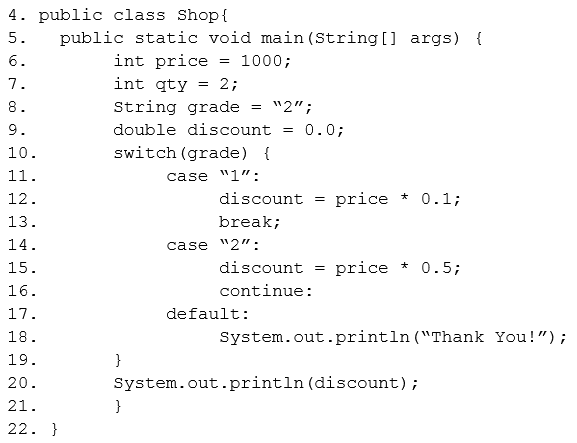 4. public class Shop{
5. public static void main(String[] args) {
6. int price = 1000;
7. int qty = 2;
8. String grade = “2”;
9. double discount = 0.0;
10. switch(grade) {
11. case “1”:
12. discount = price * 0.1;
13. break;
14. case “2”:
15. discount = price * 0.5;
16. continue:
17. default:
18. System.out.println(“Thank You!”);
19. }
20. System.out.println(discount);
21. }
22. }